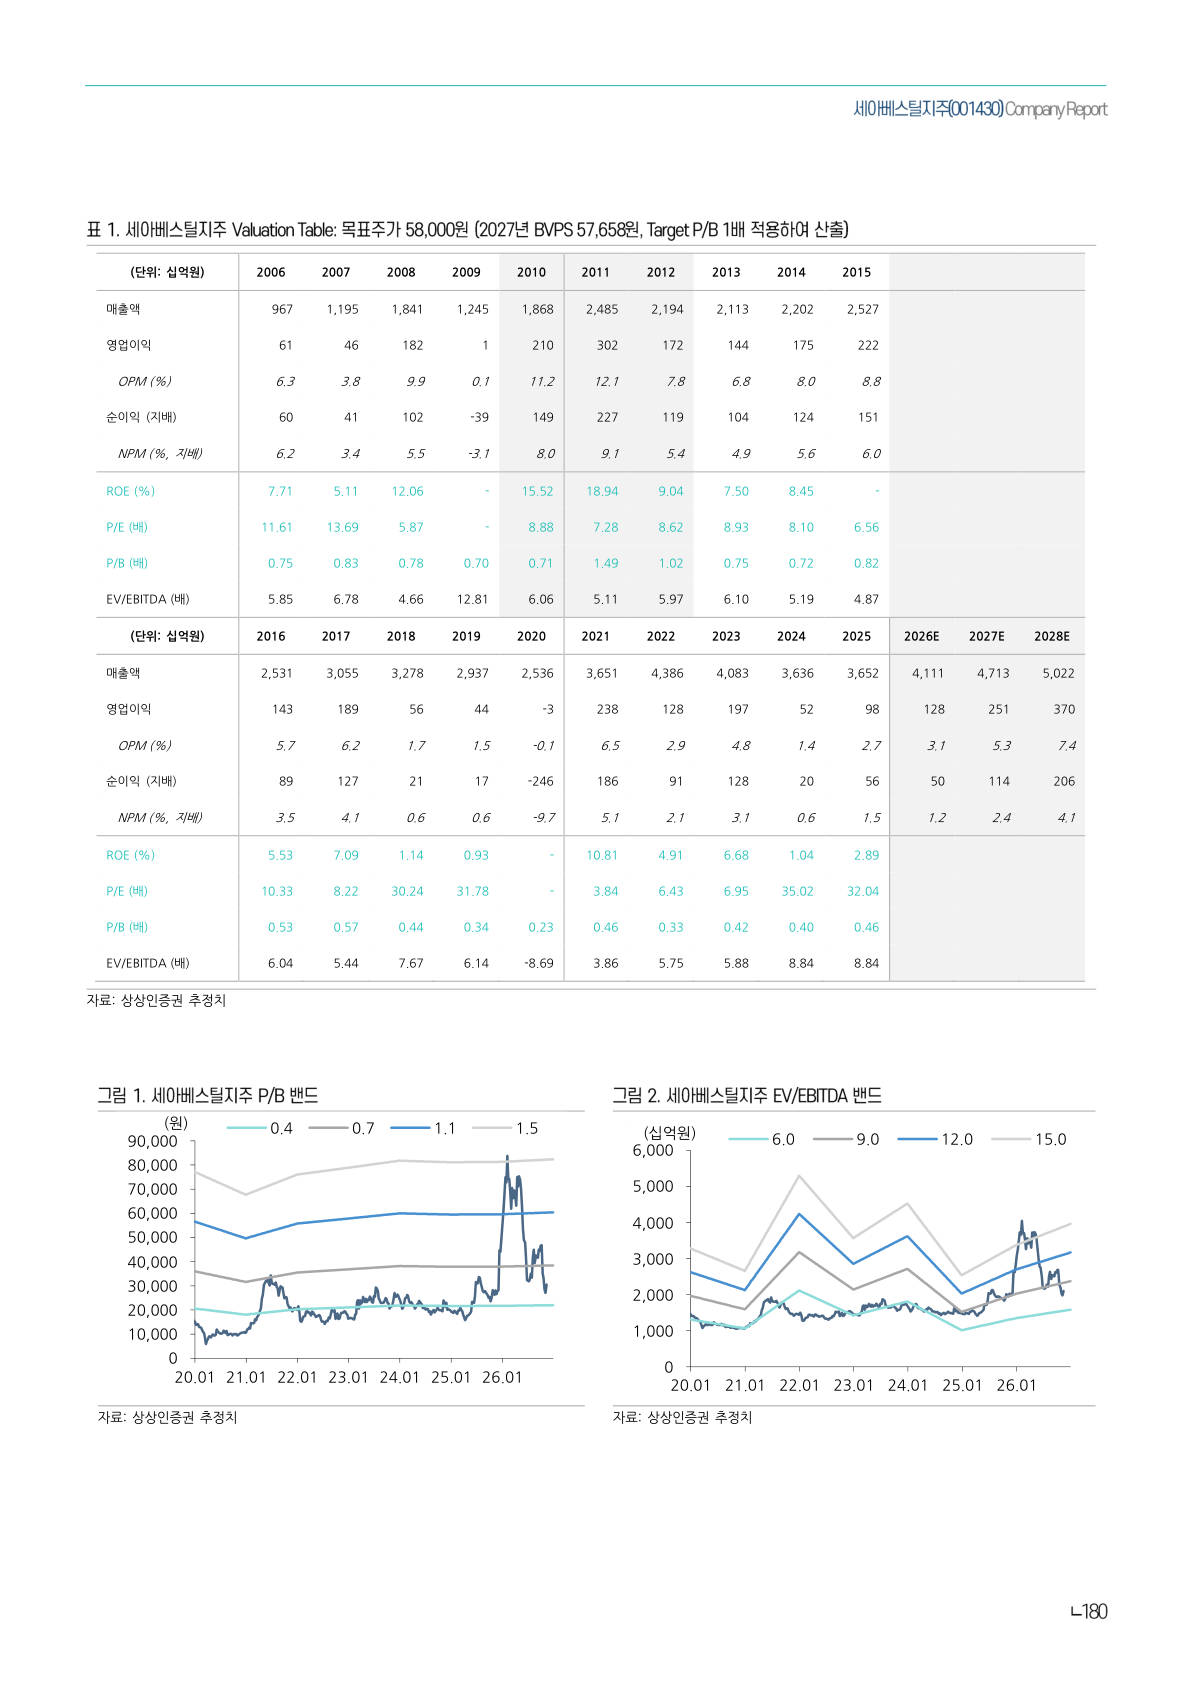 세아베스틸지주(001430) Company Report
표 1. 세아베스틸지주 Valuation Table: 목표주가 58,000원 (2027년 BVPS 57,658원, Target P/B 1배 적용하여 산출)
(단위: 십억원) 2006 2007 2008 2009 2010 2011 2012 2013 2014 2015
매출액 967 1,195 1,841 1,245 1,868 2,485 2,194 2,113 2,202 2,527
영업이익 61 46 182 1 210 302 172 144 175 222
OPM (%) 6.3 3.8 9.9 0.1 11.2 12.1 7.8 6.8 8.0 8.8
순이익 (지배) 60 41 102 -39 149 227 119 104 124 151
NPM (%, 지배) 6.2 3.4 5.5 -3.1 8.0 9.1 5.4 4.9 5.6 6.0
ROE (%) 7.71 5.11 12.06 - 15.52 18.94 9.04 7.50 8.45 -
P/E (배) 11.61 13.69 5.87 - 8.88 7.28 8.62 8.93 8.10 6.56
P/B (배) 0.75 0.83 0.78 0.70 0.71 1.49 1.02 0.75 0.72 0.82
EV/EBITDA (배) 5.85 6.78 4.66 12.81 6.06 5.11 5.97 6.10 5.19 4.87
(단위: 십억원) 2016 2017 2018 2019 2020 2021 2022 2023 2024 2025 2026E 2027E 2028E
매출액 2,531 3,055 3,278 2,937 2,536 3,651 4,386 4,083 3,636 3,652 4,111 4,713 5,022
영업이익 143 189 56 44 -3 238 128 197 52 98 128 251 370
OPM (%) 5.7 6.2 1.7 1.5 -0.1 6.5 2.9 4.8 1.4 2.7 3.1 5.3 7.4
순이익 (지배) 89 127 21 17 -246 186 91 128 20 56 50 114 206
NPM (%, 지배) 3.5 4.1 0.6 0.6 -9.7 5.1 2.1 3.1 0.6 1.5 1.2 2.4 4.1
ROE (%) 5.53 7.09 1.14 0.93 - 10.81 4.91 6.68 1.04 2.89
P/E (배) 10.33 8.22 30.24 31.78 - 3.84 6.43 6.95 35.02 32.04
P/B (배) 0.53 0.57 0.44 0.34 0.23 0.46 0.33 0.42 0.40 0.46
EV/EBITDA (배) 6.04 5.44 7.67 6.14 -8.69 3.86 5.75 5.88 8.84 8.84
자료: 상상인증권 추정치
그림 1. 세아베스틸지주 P/B 밴드
(원) 0.4 0.7 1.1 1.5
90,000
80,000
70,000
60,000
50,000
40,000
30,000
20,000
10,000
0
20.01 21.01 22.01 23.01 24.01 25.01 26.01
자료: 상상인증권 추정치
그림 2. 세아베스틸지주 EV/EBITDA 밴드
(십억원) 6.0 9.0 12.0 15.0
6,000
5,000
4,000
3,000
2,000
1,000
0
20.01 21.01 22.01 23.01 24.01 25.01 26.01
자료: 상상인증권 추정치
180